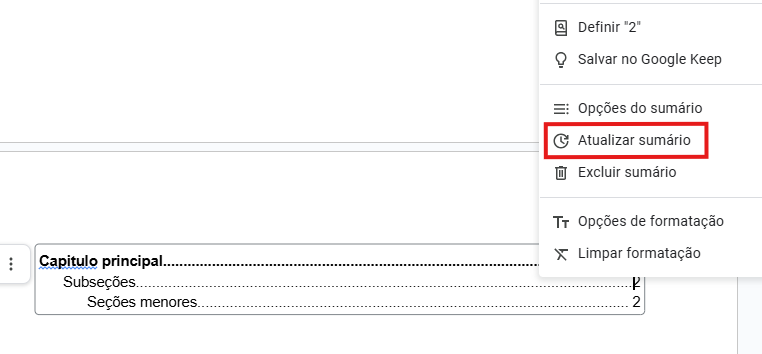 Definir "2"
Salvar no Google Keep
Opções do sumário
Atualizar sumário
Excluir sumário
Opções de formatação
Limpar formatação
Capitulo principal
Subseções 2
Seções menores 2